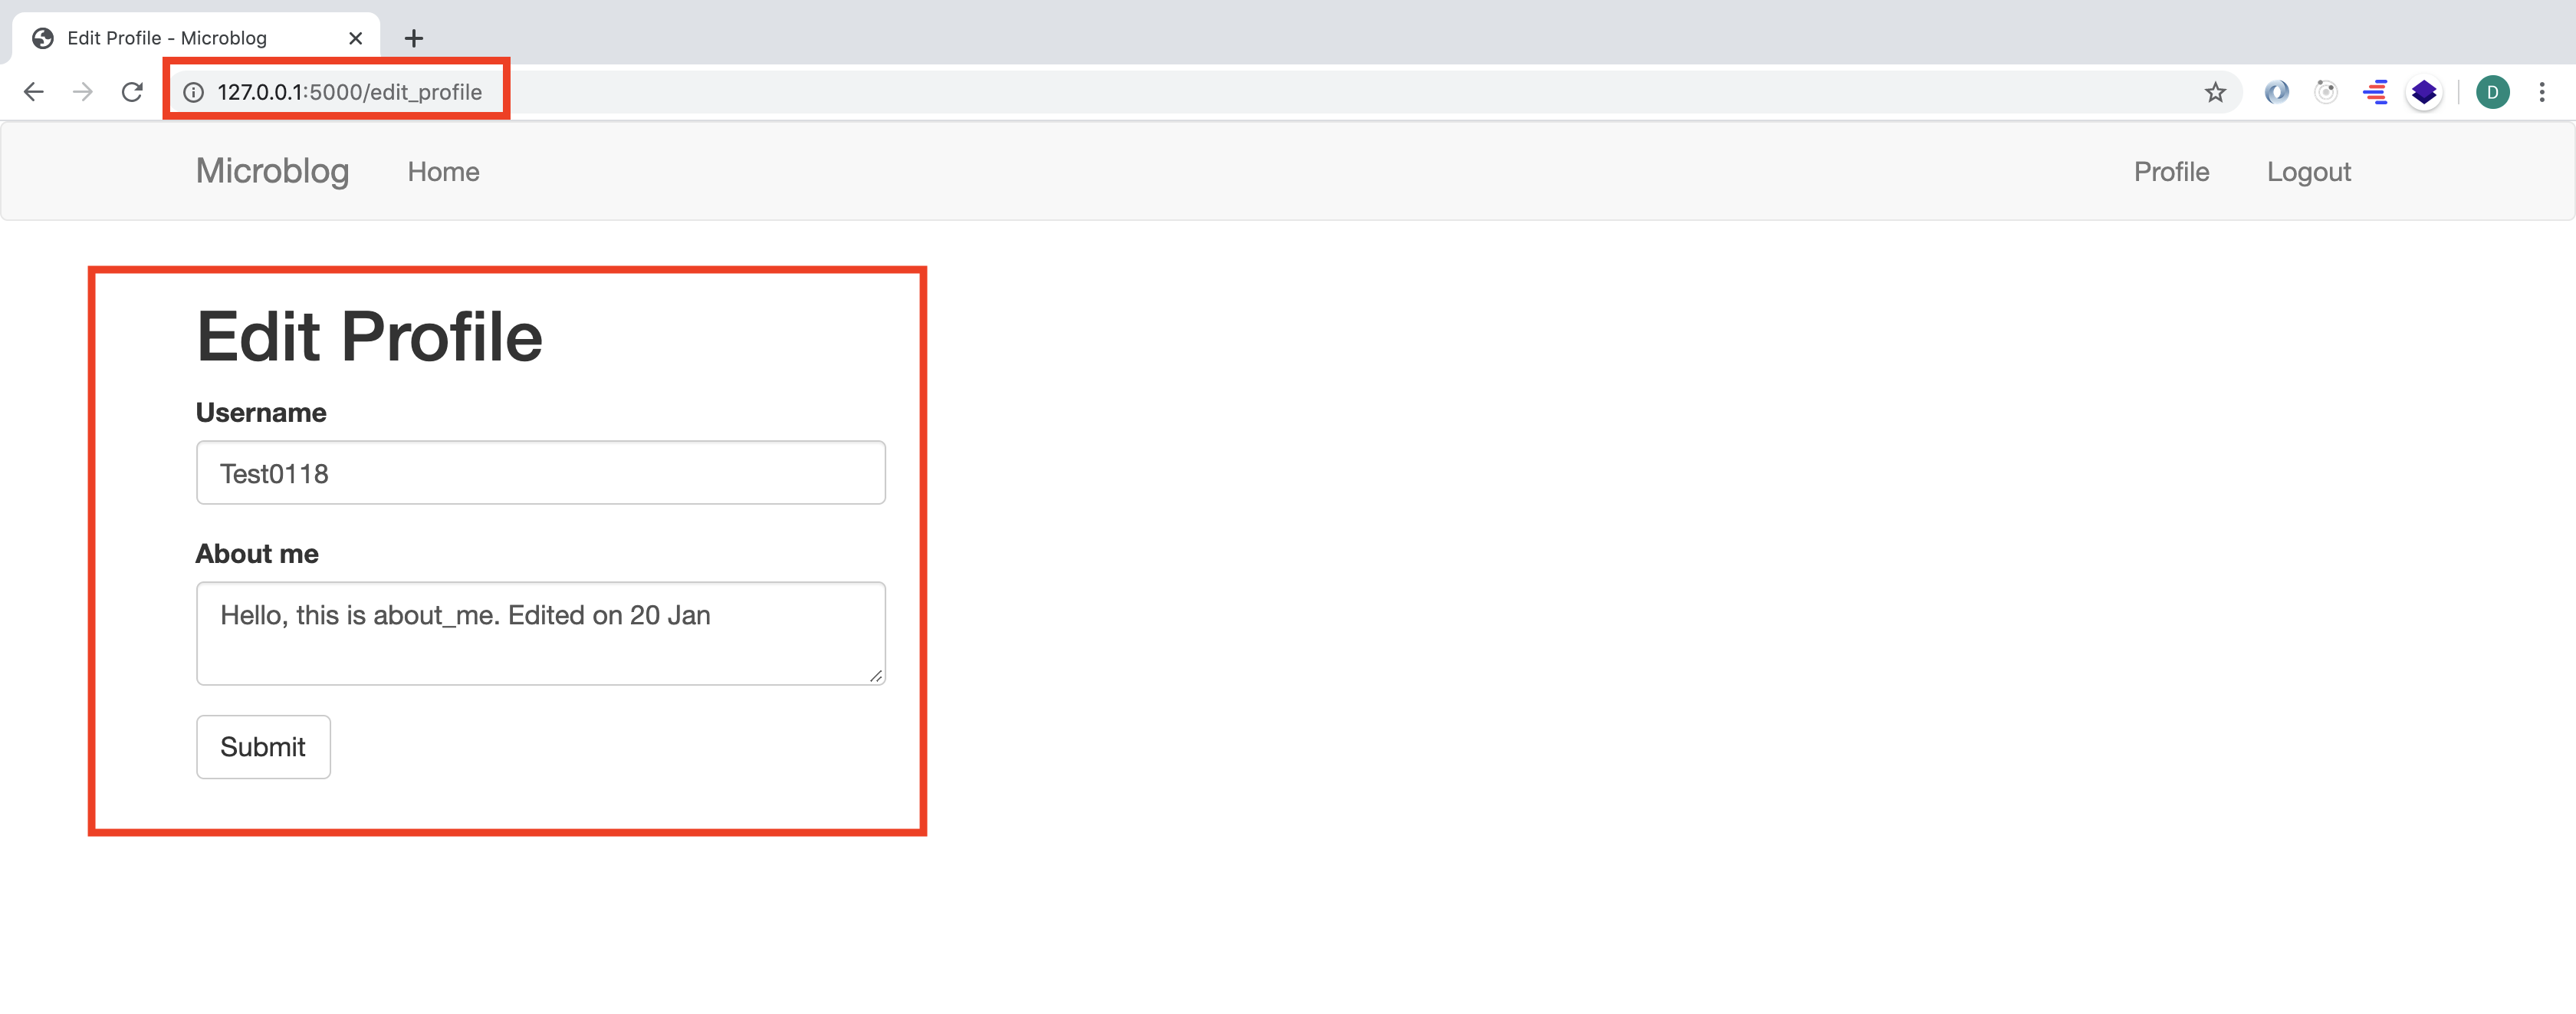 Edit Profile - Microblog
127.0.0.1:5000/edit_profile
D
Microblog Home Profile Logout
Edit Profile
Username
Test0118
About me
Hello, this is about_me. Edited on 20 Jan
Submit